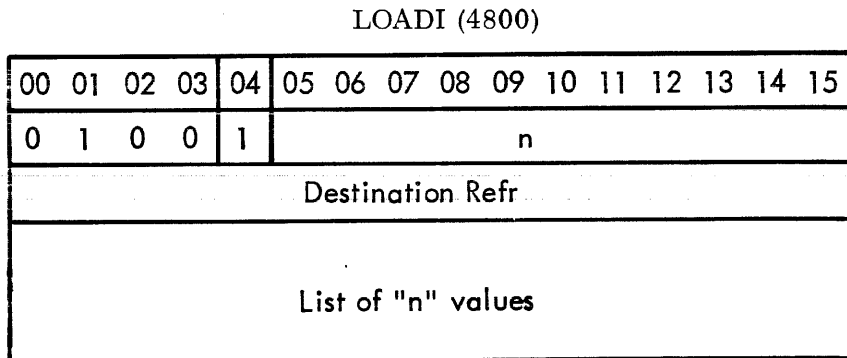 LOADI (4800)
00 01 02 03 04 05 06 07 08 09 10 11 12 13 14 15
0 1 0 0 1 n
Destination Refr
List of "n" values